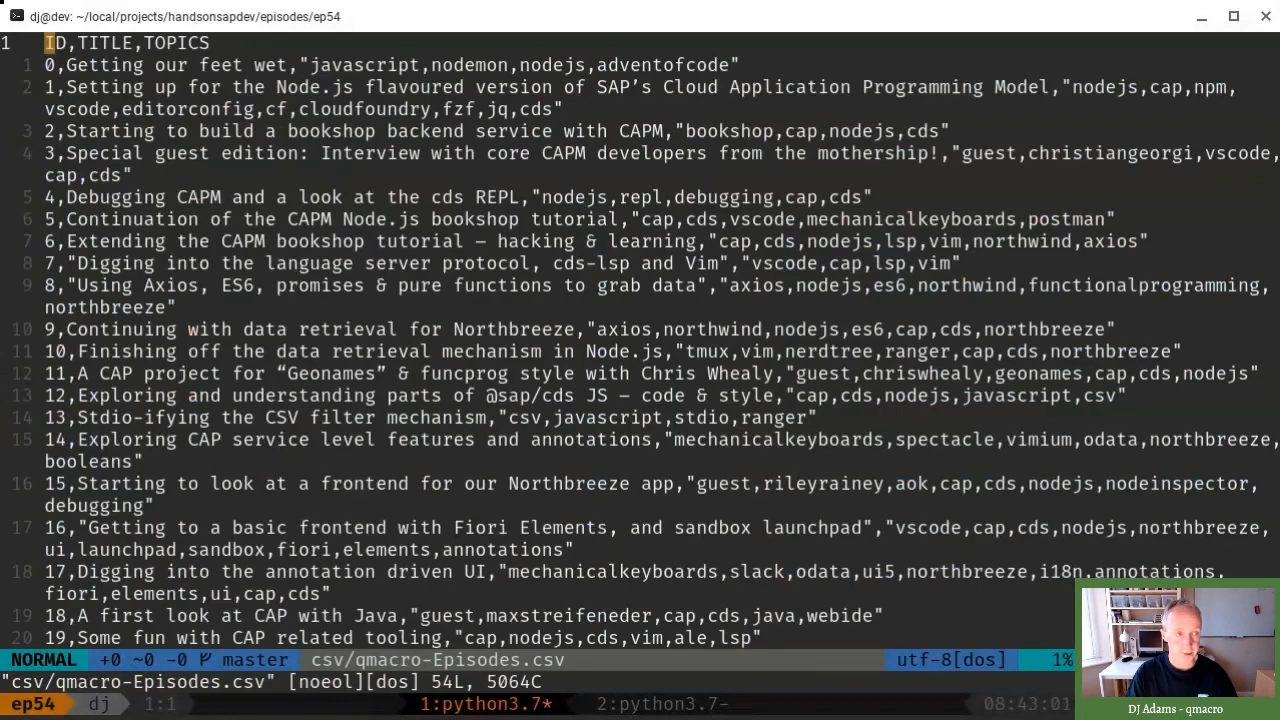 dj@dev: ~/local/projects/handsonsapdev/episodes/ep54
1 ID,TITLE,TOPICS
1 0,Getting our feet wet,"javascript,nodemon,nodejs,adventofcode"
2 1,Setting up for the Node.js flavoured version of SAP’s Cloud Application Programming Model,"nodejs,cap,npm,
vscode,editorconfig,cf,cloudfoundry,fzf,jq,cds"
3 2,Starting to build a bookshop backend service with CAPM,"bookshop,cap,nodejs,cds"
4 3,Special guest edition: Interview with core CAPM developers from the mothership!,"guest,christiangeorgi,vscode,
cap,cds"
5 4,Debugging CAPM and a look at the cds REPL,"nodejs,repl,debugging,cap,cds"
6 5,Continuation of the CAPM Node.js bookshop tutorial,"cap,cds,vscode,mechanicalkeyboards,postman"
7 6,Extending the CAPM bookshop tutorial – hacking & learning,"cap,cds,nodejs,lsp,vim,northwind,axios"
8 7,"Digging into the language server protocol, cds-lsp and Vim","vscode,cap,lsp,vim"
9 8,"Using Axios, ES6, promises & pure functions to grab data","axios,nodejs,es6,northwind,functionalprogramming,
northbreeze"
10 9,Continuing with data retrieval for Northbreeze,"axios,northwind,nodejs,es6,cap,cds,northbreeze"
11 10,Finishing off the data retrieval mechanism in Node.js,"tmux,vim,nerdtree,ranger,cap,cds,northbreeze"
12 11,A CAP project for “Geonames” & funcprog style with Chris Whealy,"guest,chriswhealy,geonames,cap,cds,nodejs"
13 12,Exploring and understanding parts of @sap/cds JS – code & style,"cap,cds,nodejs,javascript,csv"
14 13,Stdio-ifying the CSV filter mechanism,"csv,javascript,stdio,ranger"
15 14,Exploring CAP service level features and annotations,"mechanicalkeyboards,spectacle,vimium,odata,northbreeze,
booleans"
16 15,Starting to look at a frontend for our Northbreeze app,"guest,rileyrainey,aok,cap,cds,nodejs,nodeinspector,
debugging"
17 16,"Getting to a basic frontend with Fiori Elements, and sandbox launchpad","vscode,cap,cds,nodejs,northbreeze,
ui,launchpad,sandbox,fiori,elements,annotations"
18 17,Digging into the annotation driven UI,"mechanicalkeyboards,slack,odata,ui5,northbreeze,i18n,annotations,
fiori,elements,ui,cap,cds"
19 18,A first look at CAP with Java,"guest,maxstreifeneder,cap,cds,java,webide"
20 19,Some fun with CAP related tooling,"cap,nodejs,cds,vim,ale,lsp"
NORMAL +0 ~0 -0 master csv/qmacro-Episodes.csv utf-8[dos] 1%
"csv/qmacro-Episodes.csv" [noeol][dos] 54L, 5064C
ep54 dj 1:1 1:python3.7* 2:python3.7- 08:43:01
DJ Adams - qmacro